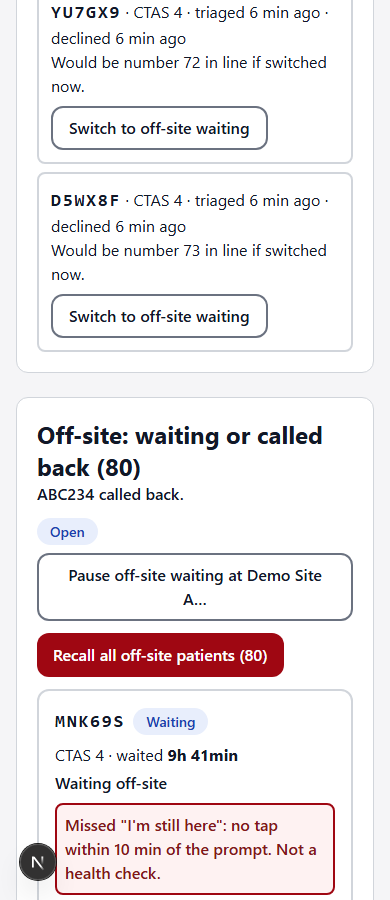 YU7GX9 · CTAS 4 · triaged 6 min ago ·
declined 6 min ago
Would be number 72 in line if switched
now.
Switch to off-site waiting
D5WX8F · CTAS 4 · triaged 6 min ago ·
declined 6 min ago
Would be number 73 in line if switched
now.
Switch to off-site waiting
Off-site: waiting or called
back (80)
ABC234 called back.
Open
Pause off-site waiting at Demo Site
A...
Recall all off-site patients (80)
MNK69S Waiting
CTAS 4 · waited 9h 41min
Waiting off-site
Missed "I'm still here": no tap
within 10 min of the prompt. Not a
health check.
N